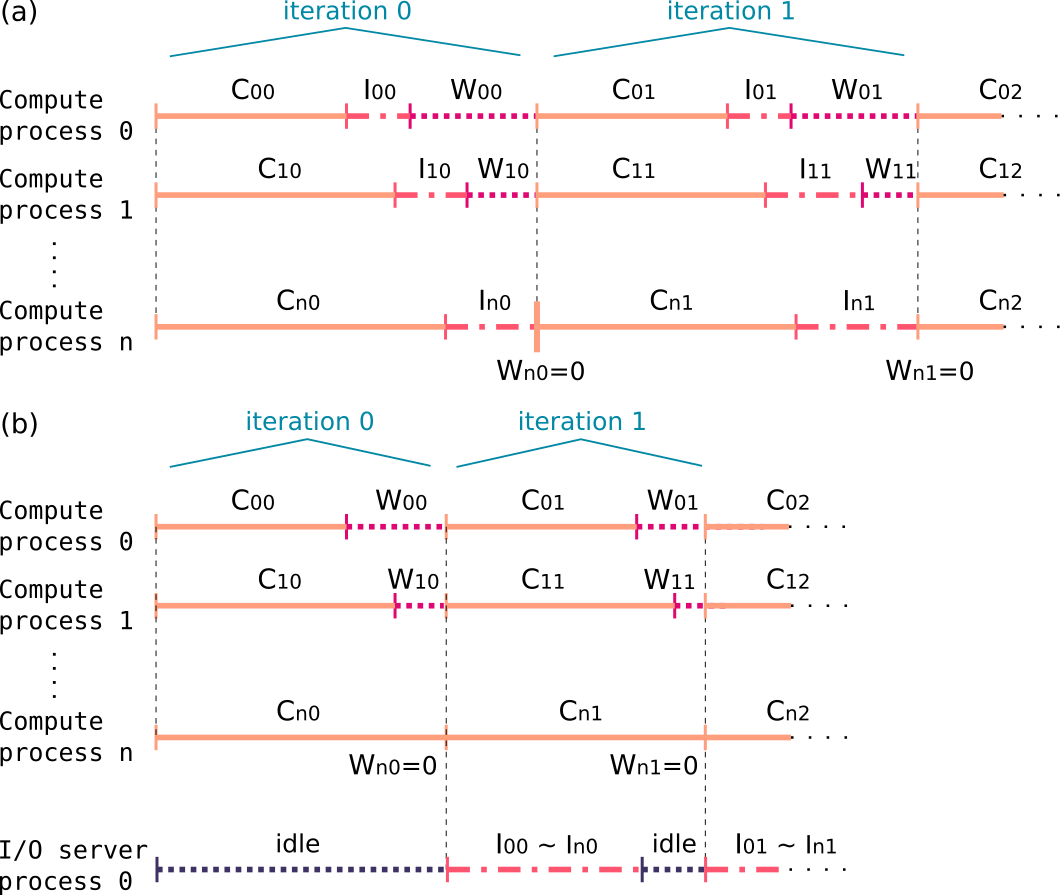 (a)
iteration 0 iteration 1
C00 I00 W00 C01 I01 W01 C02
Compute
process 0
C10 I10 W10 C11 I11 W11 C12
Compute
process 1
Cn0 In0 Cn1 In1 Cn2
Compute
process n
Wn0=0 Wn1=0
(b)
iteration 0 iteration 1
C00 W00 C01 W01 C02
Compute
process 0
C10 W10 C11 W11 C12
Compute
process 1
Cn0 Cn1 Cn2
Compute
process n
Wn0=0 Wn1=0
idle I00 ~ In0 idle I01 ~ In1
I/O server
process 0